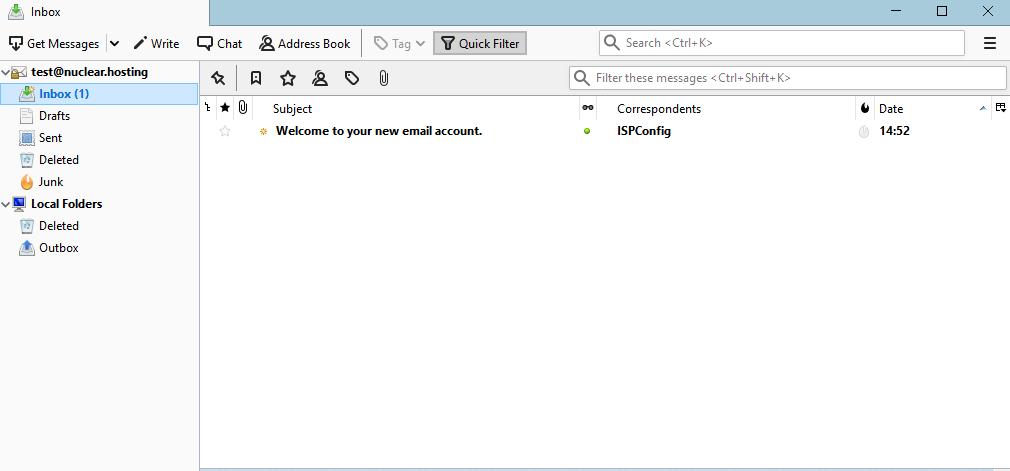 Inbox
Get Messages Write Chat Address Book Tag Quick Filter Search <Ctrl+K>
test@nuclear.hosting
Filter these messages <Ctrl+Shift+K>
Inbox (1)
Drafts
Sent
Deleted
Junk
Local Folders
Deleted
Outbox
Subject Correspondents Date
Welcome to your new email account. ISPConfig 14:52